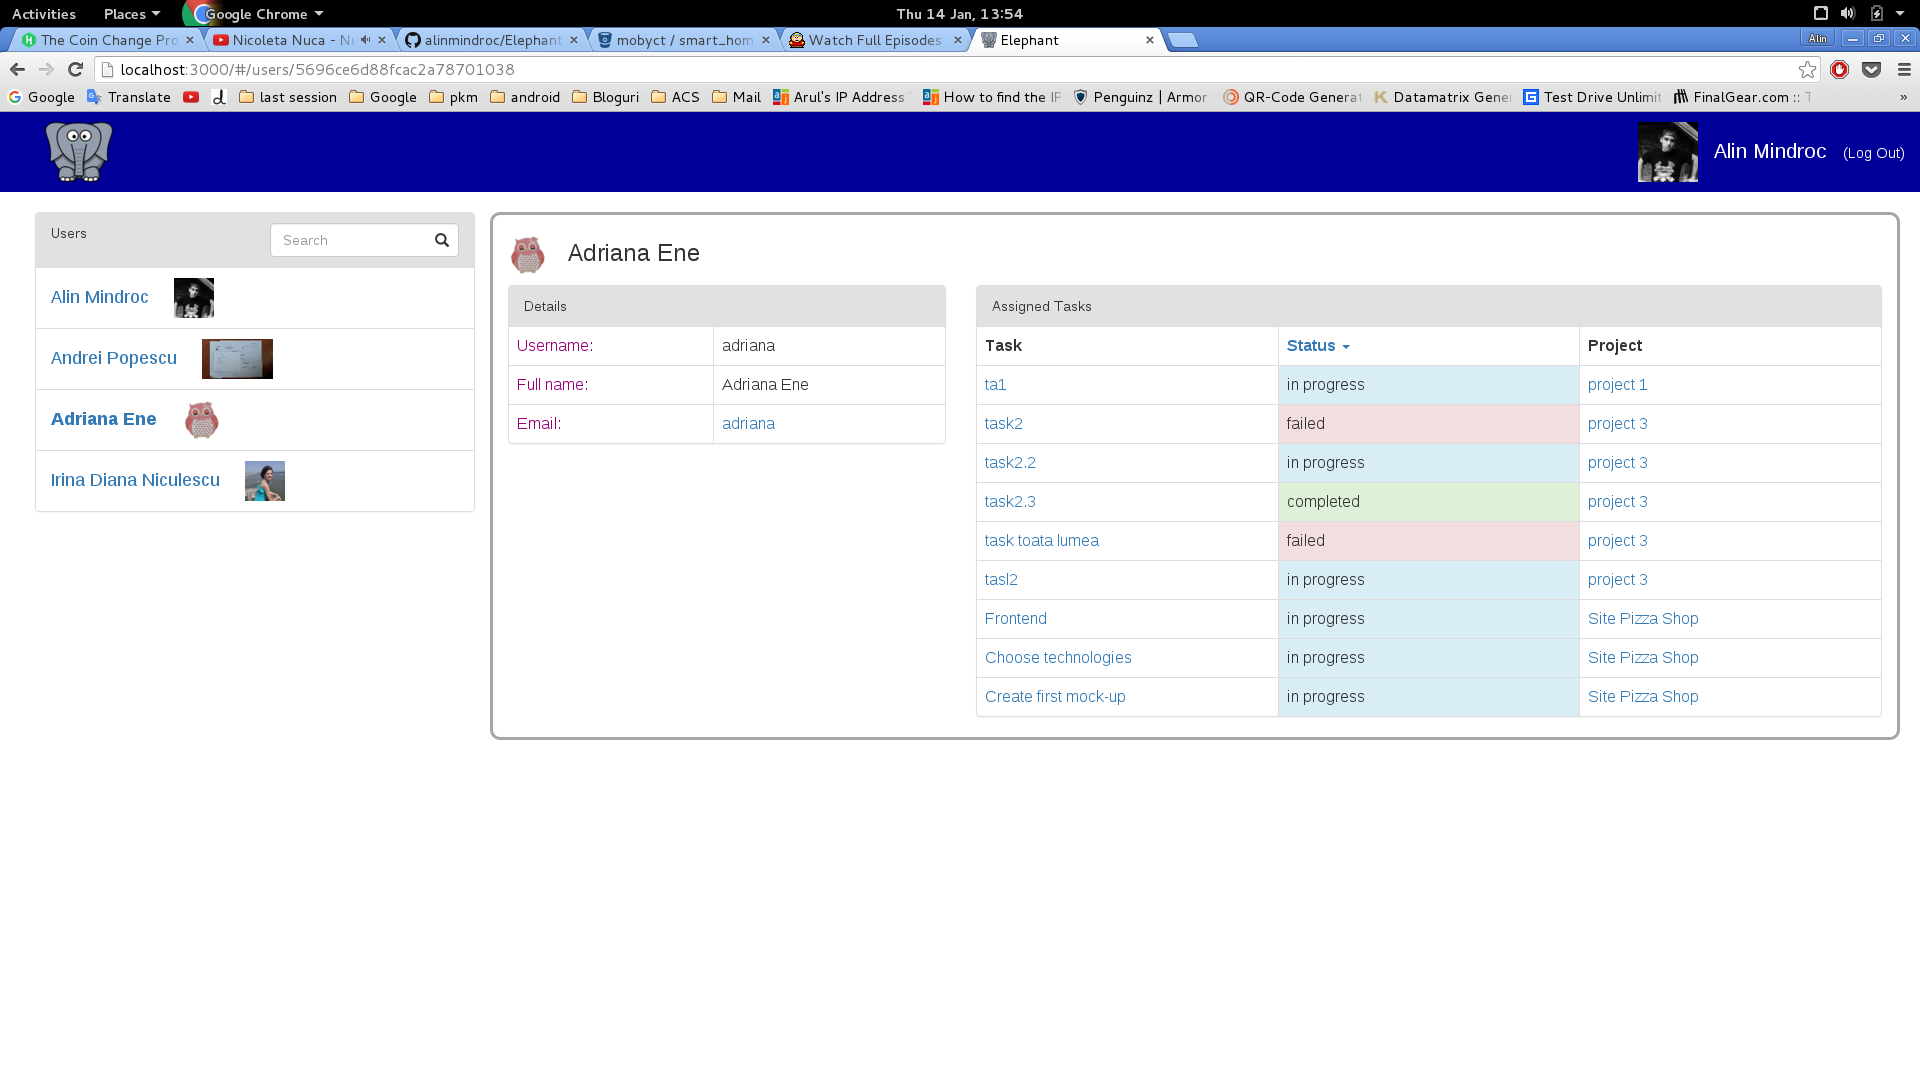 Activities Places Google Chrome Thu 14 Jan, 13:54
The Coin Change Pro Nicoleta Nuca - N alinmindroc/Elephant mobyct / smart_hom Watch Full Episodes Elephant Alin
localhost:3000/#/users/5696ce6d88fcac2a78701038
Google Translate last session Google pkm android Bloguri ACS Mail Arul's IP Address How to find the IP Penguinz | Armor QR-Code Generat Datamatrix Gene Test Drive Unlimit FinalGear.com :: T »
Alin Mindroc (Log Out)
Users Search
Alin Mindroc
Andrei Popescu
Adriana Ene
Irina Diana Niculescu
Adriana Ene
Details
Username: adriana
Full name: Adriana Ene
Email: adriana
Assigned Tasks
Task Status Project
ta1 in progress project 1
task2 failed project 3
task2.2 in progress project 3
task2.3 completed project 3
task toata lumea failed project 3
tasl2 in progress project 3
Frontend in progress Site Pizza Shop
Choose technologies in progress Site Pizza Shop
Create first mock-up in progress Site Pizza Shop